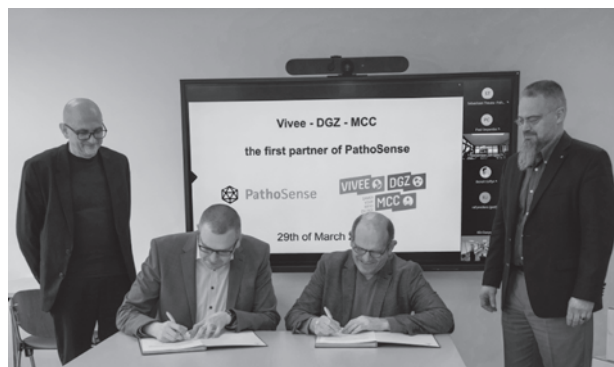 Vivee - DGZ - MCC
the first partner of PathoSense
PathoSense
VIVEE DGZ
MCC
29th of March